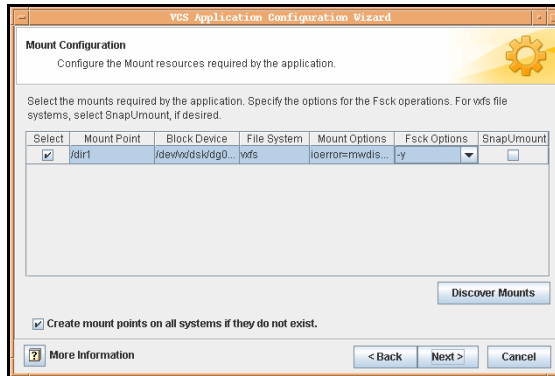 VCS Application Configuration Wizard
Mount Configuration
Configure the Mount resources required by the application.
Select the mounts required by the application. Specify the options for the Fsck operations. For vxfs file
systems, select SnapUmount, if desired.
Select Mount Point Block Device File System Mount Options Fsck Options SnapUmount
/dir1 /dev/vx/dsk/dg0... vxfs ioerror=mwdis... -y
Discover Mounts
Create mount points on all systems if they do not exist.
? More Information < Back Next > Cancel